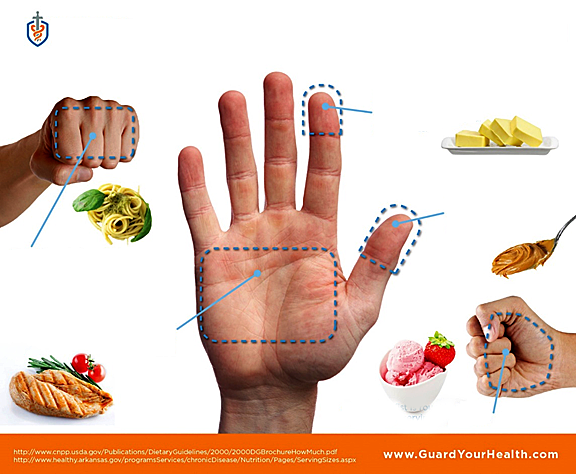 http://www.cnpp.usda.gov/Publications/DietaryGuidelines/2000/2000DGBrochureHowMuch.pdf
http://www.healthy.arkansas.gov/programsServices/chronicDisease/Nutrition/Pages/ServingSizes.aspx
www.GuardYourHealth.com